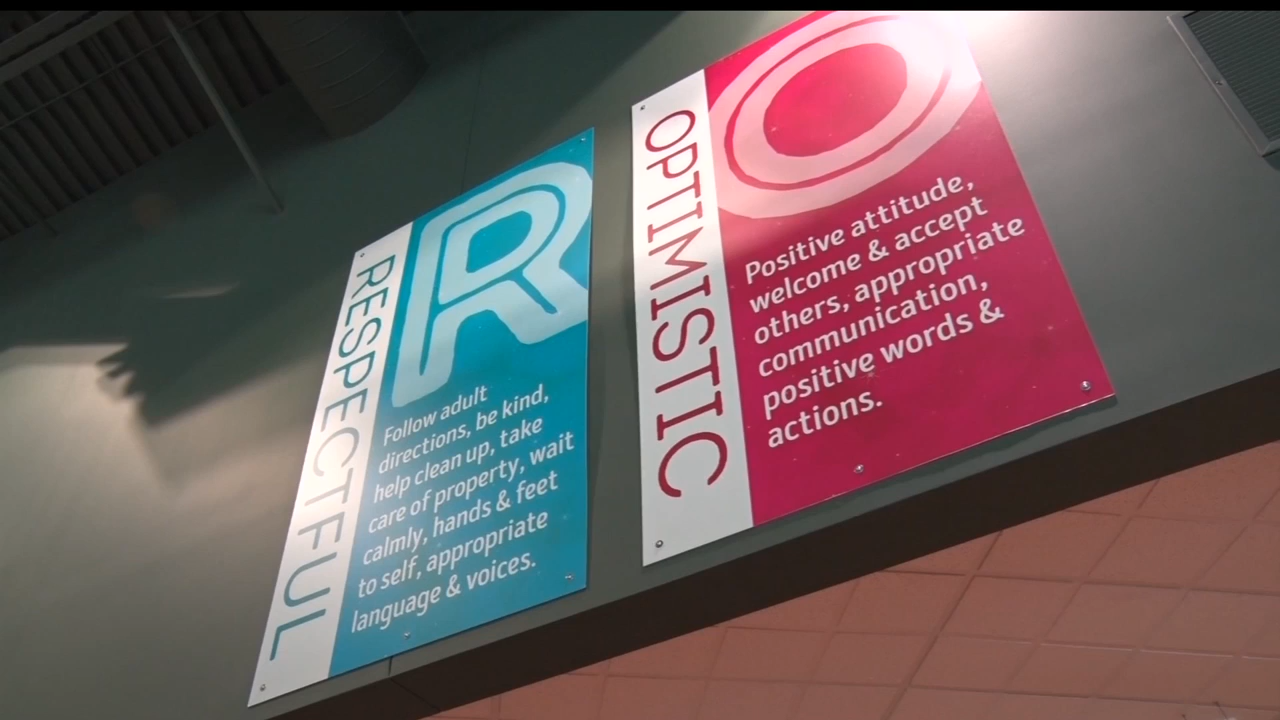 RESPECTFUL
R
Follow adult
directions, be kind,
help clean up, take
care of property, wait
calmly, hands & feet
to self, appropriate
language & voices.
OPTIMISTIC
O
Positive attitude,
welcome & accept
others, appropriate
communication,
positive words &
actions.